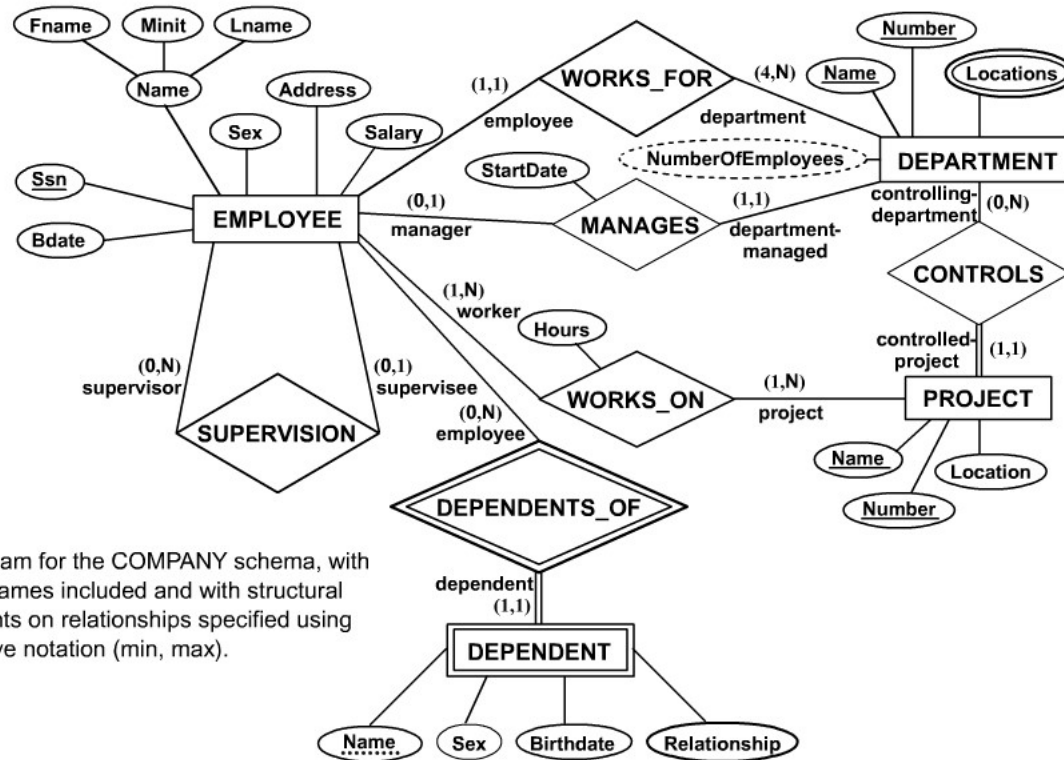 Fname
Minit
Lname
Number
Name
Address
WORKS_FOR
Name
Locations
Sex
Salary
(1,1)
employee
(4,N)
department
Ssn
StartDate
NumberOfEmployees
DEPARTMENT
EMPLOYEE
(0,1)
manager
MANAGES
(1,1)
department-
managed
controlling-
department
(0,N)
Bdate
CONTROLS
(1,N)
worker
Hours
controlled-
project
(1,1)
(0,N)
supervisor
(0,1)
supervisee
(0,N)
employee
WORKS_ON
(1,N)
project
PROJECT
SUPERVISION
Name
Location
Number
DEPENDENTS_OF
am for the COMPANY schema, with
ames included and with structural
nts on relationships specified using
ve notation (min, max).
dependent
(1,1)
DEPENDENT
Name
Sex
Birthdate
Relationship